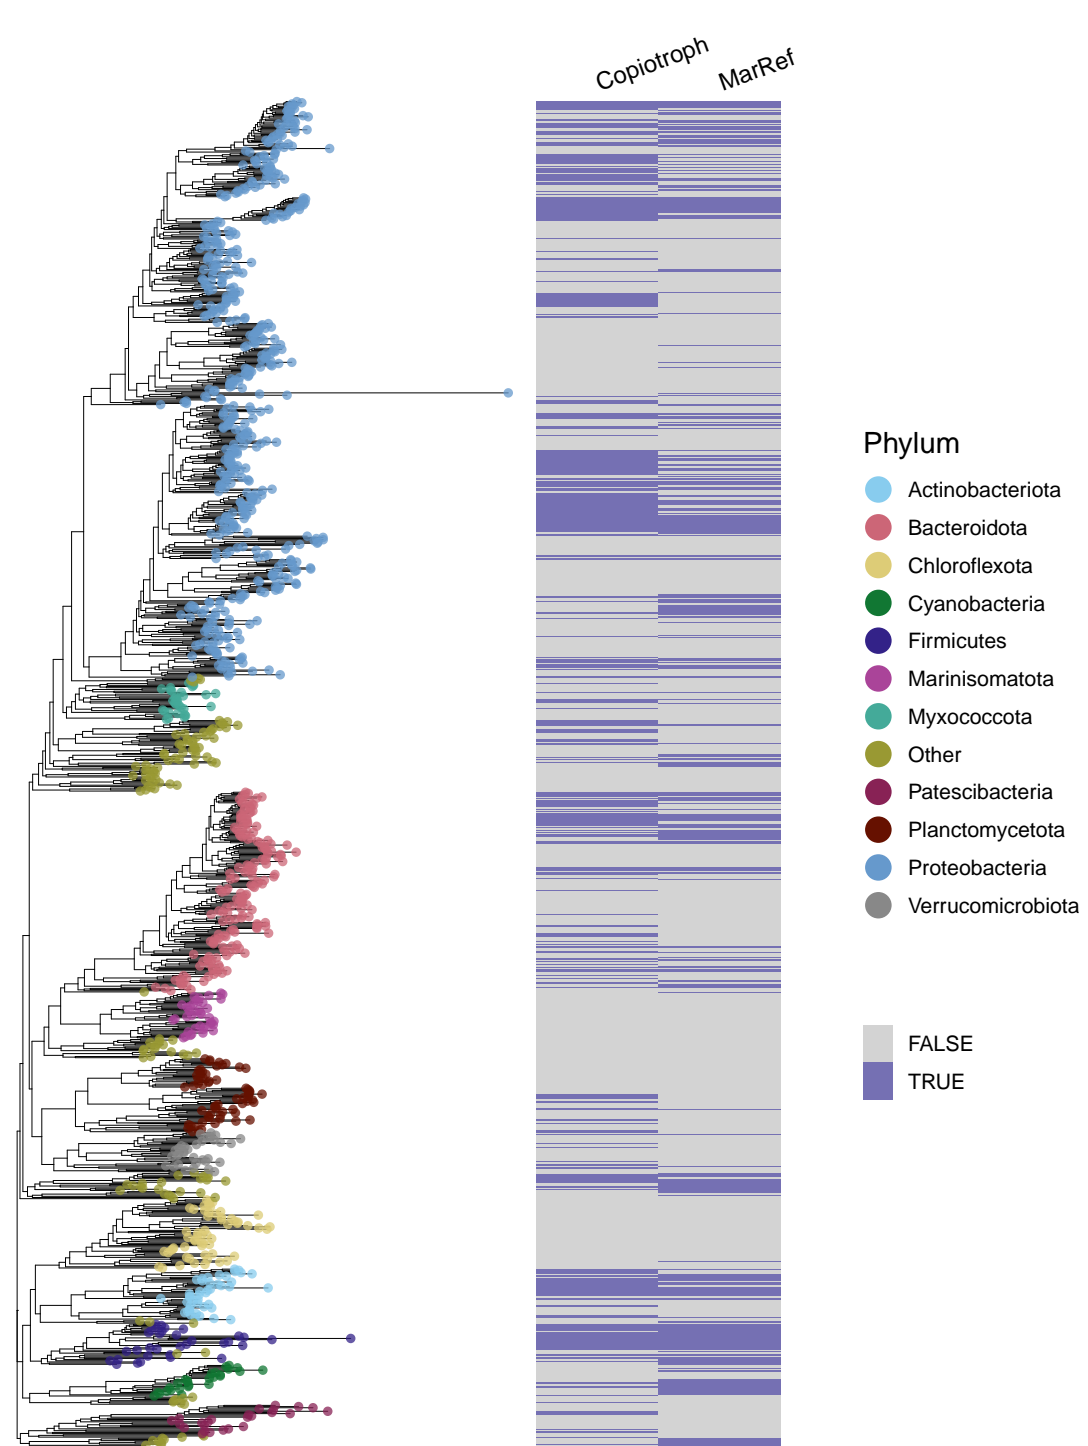 Copiotroph
MarRef
Phylum
Actinobacteriota
Bacteroidota
Chloroflexota
Cyanobacteria
Firmicutes
Marinisomatota
Myxococcota
Other
Patescibacteria
Planctomycetota
Proteobacteria
Verrucomicrobiota
FALSE
TRUE